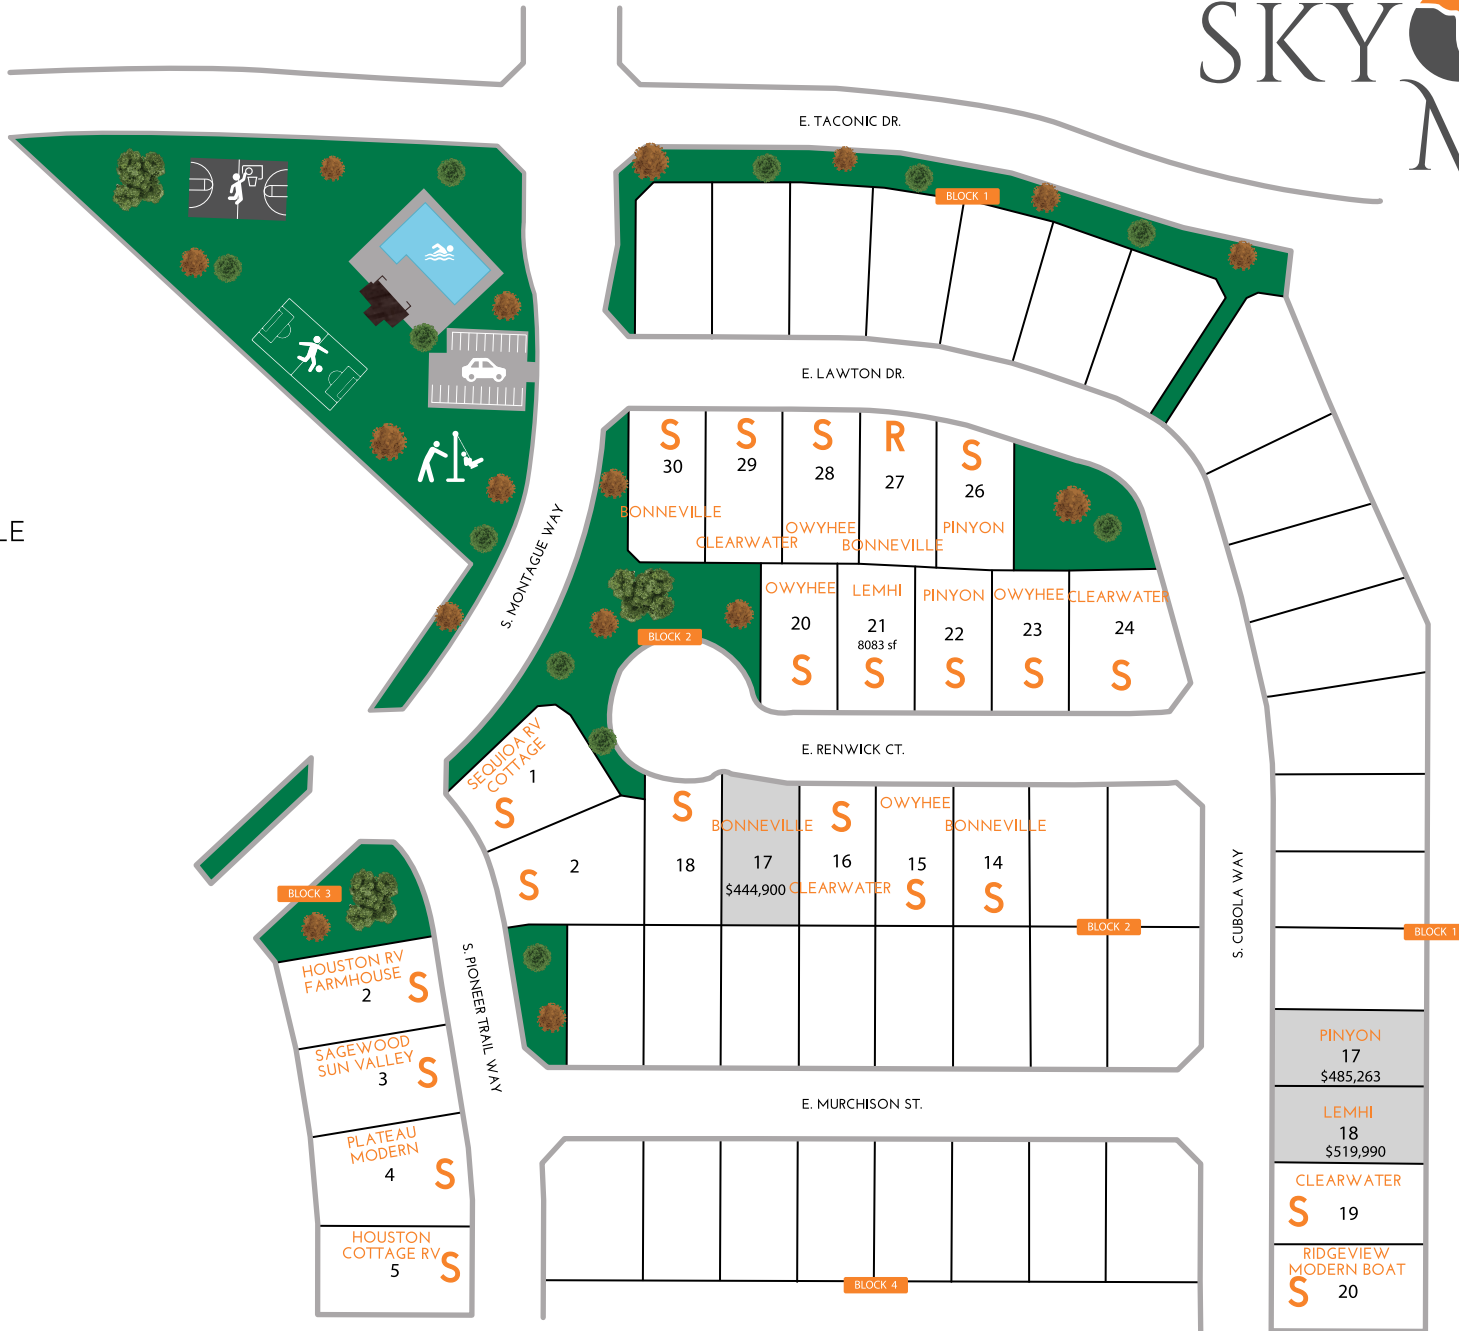 SKY
M
E. TACONIC DR.
BLOCK 1
E. LAWTON DR.
S
30
BONNEVILLE
S
29
CLEARWATER
S
28
OWYHEE
R
27
BONNEVILLE
S
26
PINYON
LE
S. MONTAGUE WAY
OWYHEE
20
S
LEMHI
21
8083 sf
S
PINYON
22
S
OWYHEE
23
S
CLEARWATER
24
S
BLOCK 2
E. RENWICK CT.
SEQUIOA RV
COTTAGE
1
S
2
S
S
18
BONNEVILLE
17
$444,900
S
16
CLEARWATER
OWYHEE
15
S
BONNEVILLE
14
S
BLOCK 2
S. CUBOLA WAY
BLOCK 1
BLOCK 3
HOUSTON RV
FARMHOUSE
2
S
SAGEWOOD
SUN VALLEY
3
S
PLATEAU
MODERN
4
S
HOUSTON
COTTAGE RV
5
S
S. PIONEER TRAIL WAY
E. MURCHISON ST.
PINYON
17
$485,263
LEMHI
18
$519,990
CLEARWATER
S
19
RIDGEVIEW
MODERN BOAT
S
20
BLOCK 4